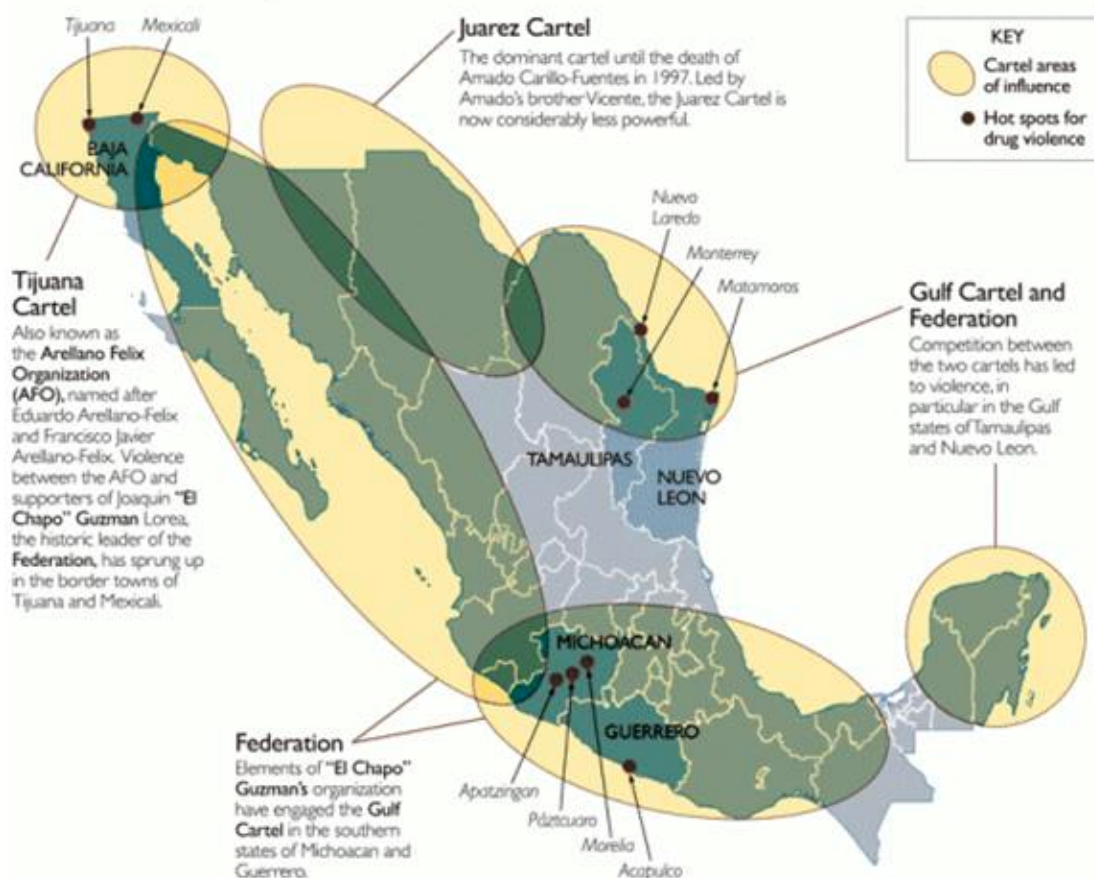 Tijuana
Mexicali
Juarez Cartel
The dominant cartel until the death of
Amado Carillo-Fuentes in 1997. Led by
Amado's brother Vicente, the Juarez Cartel is
now considerably less powerful.
KEY
Cartel areas
of influence
Hot spots for
drug violence
BAJA
CALIFORNIA
Nuevo
Laredo
Monterrey
Matamoros
Tijuana
Cartel
Also known as
the Arellano Felix
Organization
(AFO), named after
Eduardo Arellano-Felix
and Francisco Javier
Arellano-Felix. Violence
between the AFO and
supporters of Joaquin "El
Chapo" Guzman Lorea,
the historic leader of the
Federation, has sprung up
in the border towns of
Tijuana and Mexicali.
Gulf Cartel and
Federation
Competition between
the two cartels has led
to violence, in
particular in the Gulf
states of Tamaulipas
and Nuevo Leon.
TAMAULIPAS
NUEVO
LEON
MICHOACAN
GUERRERO
Federation
Elements of "El Chapo"
Guzman's organization
have engaged the Gulf
Cartel in the southern
states of Michoacan and
Guerrero.
Apatzingan
Páztcuaro
Morelia
Acapulco